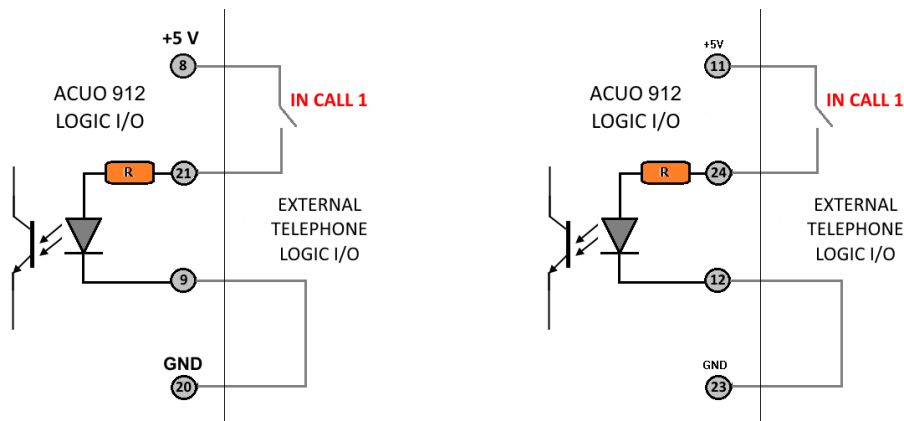 +5 V
8
ACUO 912
LOGIC I/O
IN CALL 1
R
21
EXTERNAL
TELEPHONE
LOGIC I/O
9
GND
20
+5V
11
ACUO 912
LOGIC I/O
IN CALL 1
R
24
EXTERNAL
TELEPHONE
LOGIC I/O
12
GND
23